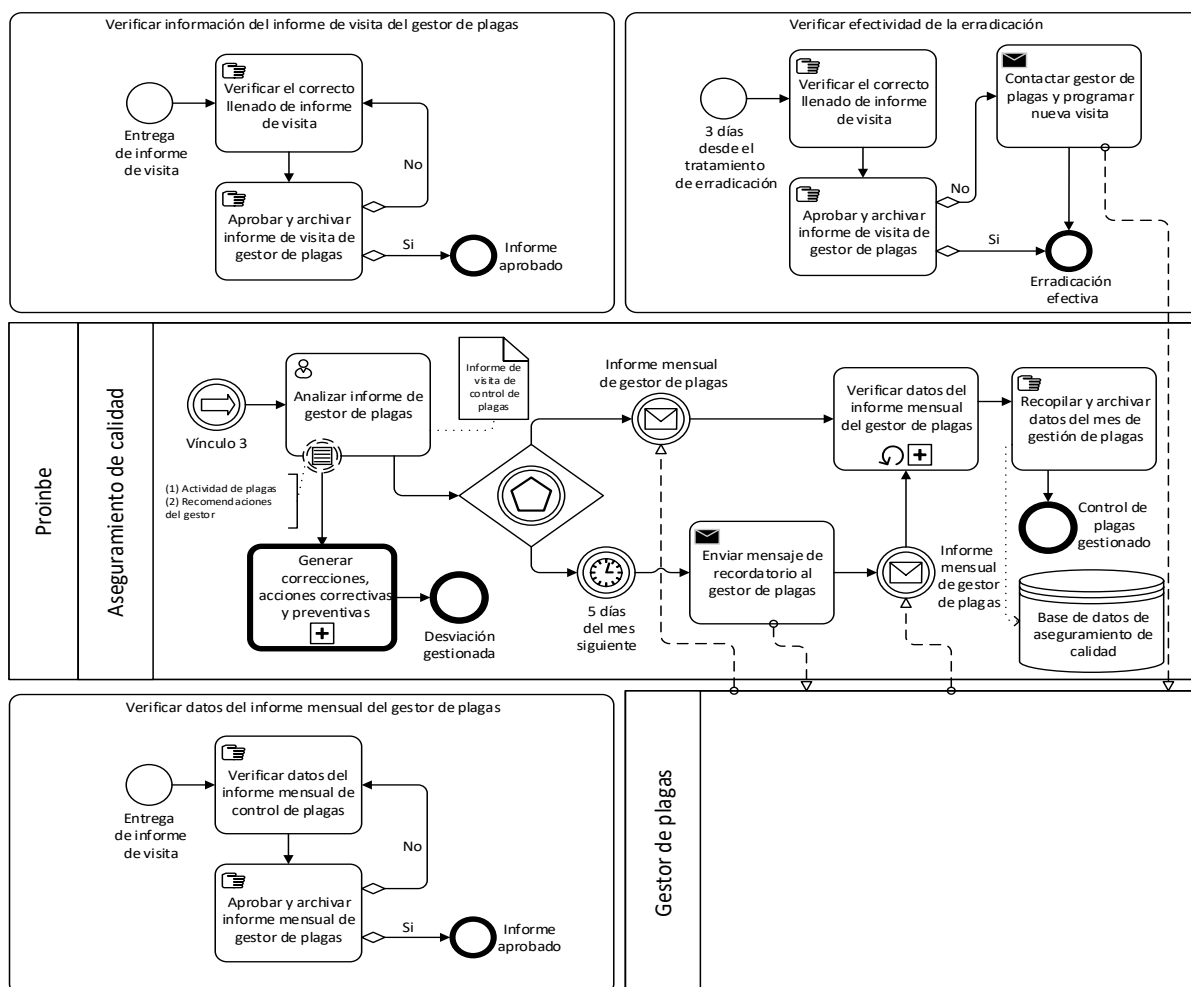 Verificar información del informe de visita del gestor de plagas
Verificar el correcto
llenado de informe
de visita
Entrega
de informe
de visita
No
Aprobar y archivar
informe de visita de
gestor de plagas
Si
Informe
aprobado
Verificar efectividad de la erradicación
Verificar el correcto
llenado de informe
de visita
3 días
desde el
tratamiento
de erradicación
Contactar gestor de
plagas y programar
nueva visita
No
Aprobar y archivar
informe de visita de
gestor de plagas
Si
Erradicación
efectiva
Proinbe
Aseguramiento de calidad
Vínculo 3
Analizar informe de
gestor de plagas
Informe de
visita de
control de
plagas
(1) Actividad de plagas
(2) Recomendaciones
del gestor
Generar
correcciones,
acciones correctivas
y preventivas
Desviación
gestionada
Informe mensual
de gestor de plagas
5 días
del mes
siguiente
Enviar mensaje de
recordatorio al
gestor de plagas
Verificar datos del
informe mensual
del gestor de plagas
Informe
mensual
de gestor
de plagas
Recopilar y archivar
datos del mes de
gestión de plagas
Control de
plagas
gestionado
Base de datos de
aseguramiento de
calidad
Verificar datos del informe mensual del gestor de plagas
Verificar datos del
informe mensual de
control de plagas
Entrega
de informe
de visita
No
Aprobar y archivar
informe mensual de
gestor de plagas
Si
Informe
aprobado
Gestor de plagas